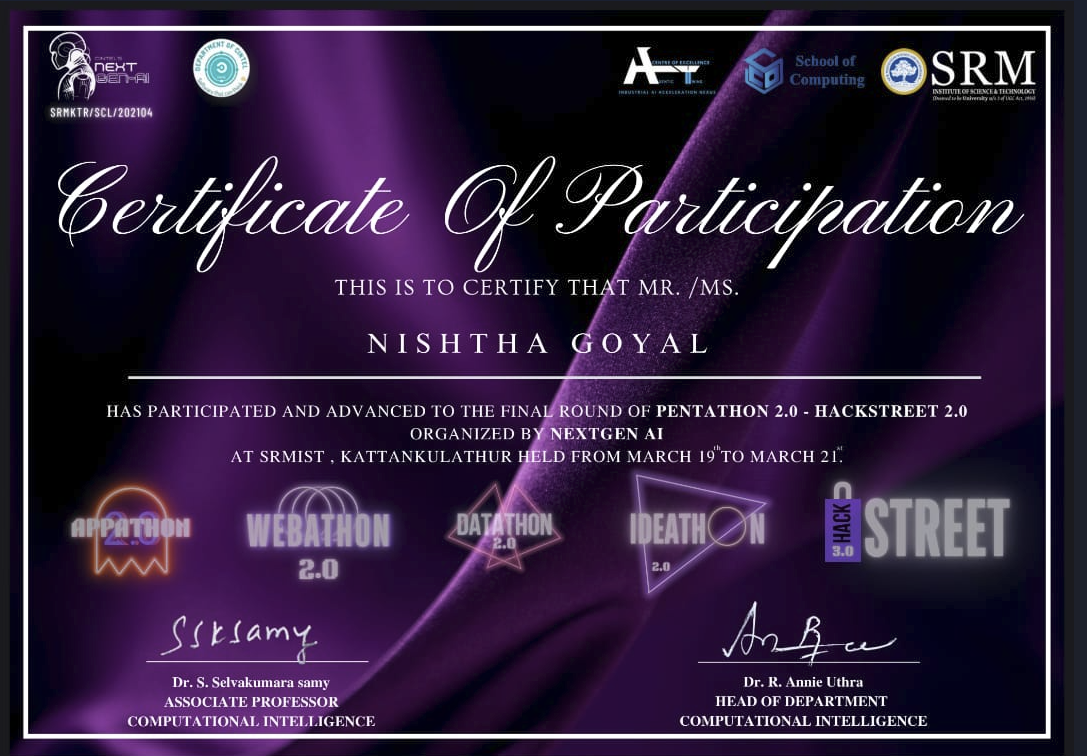 CINTEL'S
NEXT
GEN-AI
SRMKTR/SCL/202104
DEPARTMENT OF CINTEL
CENTRE OF EXCELLENCE
INDUSTRIAL AI ACCELERATION NEXUS
School of
Computing
SRM
INSTITUTE OF SCIENCE & TECHNOLOGY
(Deemed to be University u/s 3 of UGC Act, 1956)
Certificate Of Participation
THIS IS TO CERTIFY THAT MR. /MS.
NISHTHA GOYAL
HAS PARTICIPATED AND ADVANCED TO THE FINAL ROUND OF PENTATHON 2.0 - HACKSTREET 2.0
ORGANIZED BY NEXTGEN AI
AT SRMIST , KATTANKULATHUR HELD FROM MARCH 19th TO MARCH 21st.
APPATHON
2.0
WEBATHON
2.0
DATATHON
2.0
IDEATHON
2.0
HACK
3.0
STREET
SSKsamy
Dr. S. Selvakumara samy
ASSOCIATE PROFESSOR
COMPUTATIONAL INTELLIGENCE
Dr. R. Annie Uthra
HEAD OF DEPARTMENT
COMPUTATIONAL INTELLIGENCE